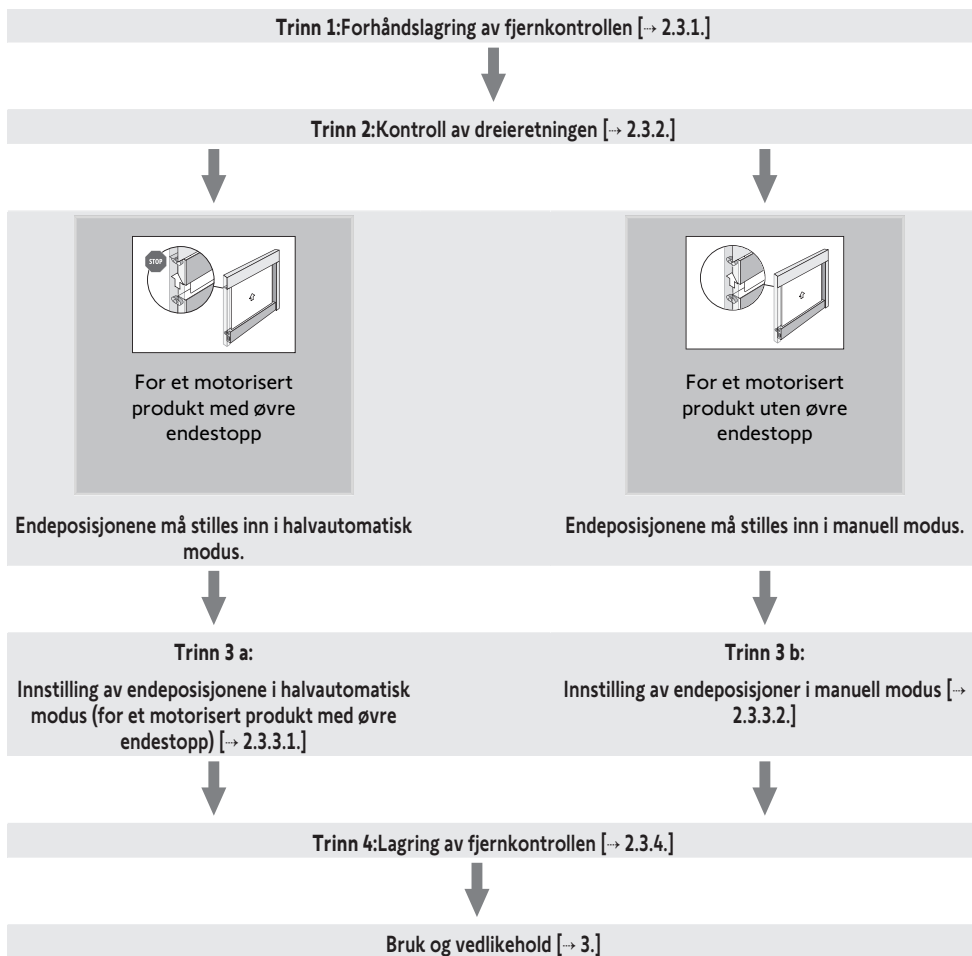 Trinn 1:Forhåndslagring av fjernkontrollen [⇢ 2.3.1.]
Trinn 2:Kontroll av dreieretningen [⇢ 2.3.2.]
STOP
For et motorisert
produkt med øvre
endestopp
Endeposisjonene må stilles inn i halvautomatisk
modus.
For et motorisert
produkt uten øvre
endestopp
Endeposisjonene må stilles inn i manuell modus.
Trinn 3 a:
Innstilling av endeposisjonene i halvautomatisk
modus (for et motorisert produkt med øvre
endestopp) [⇢ 2.3.3.1.]
Trinn 3 b:
Innstilling av endeposisjoner i manuell modus [⇢
2.3.3.2.]
Trinn 4:Lagring av fjernkontrollen [⇢ 2.3.4.]
Bruk og vedlikehold [⇢ 3.]